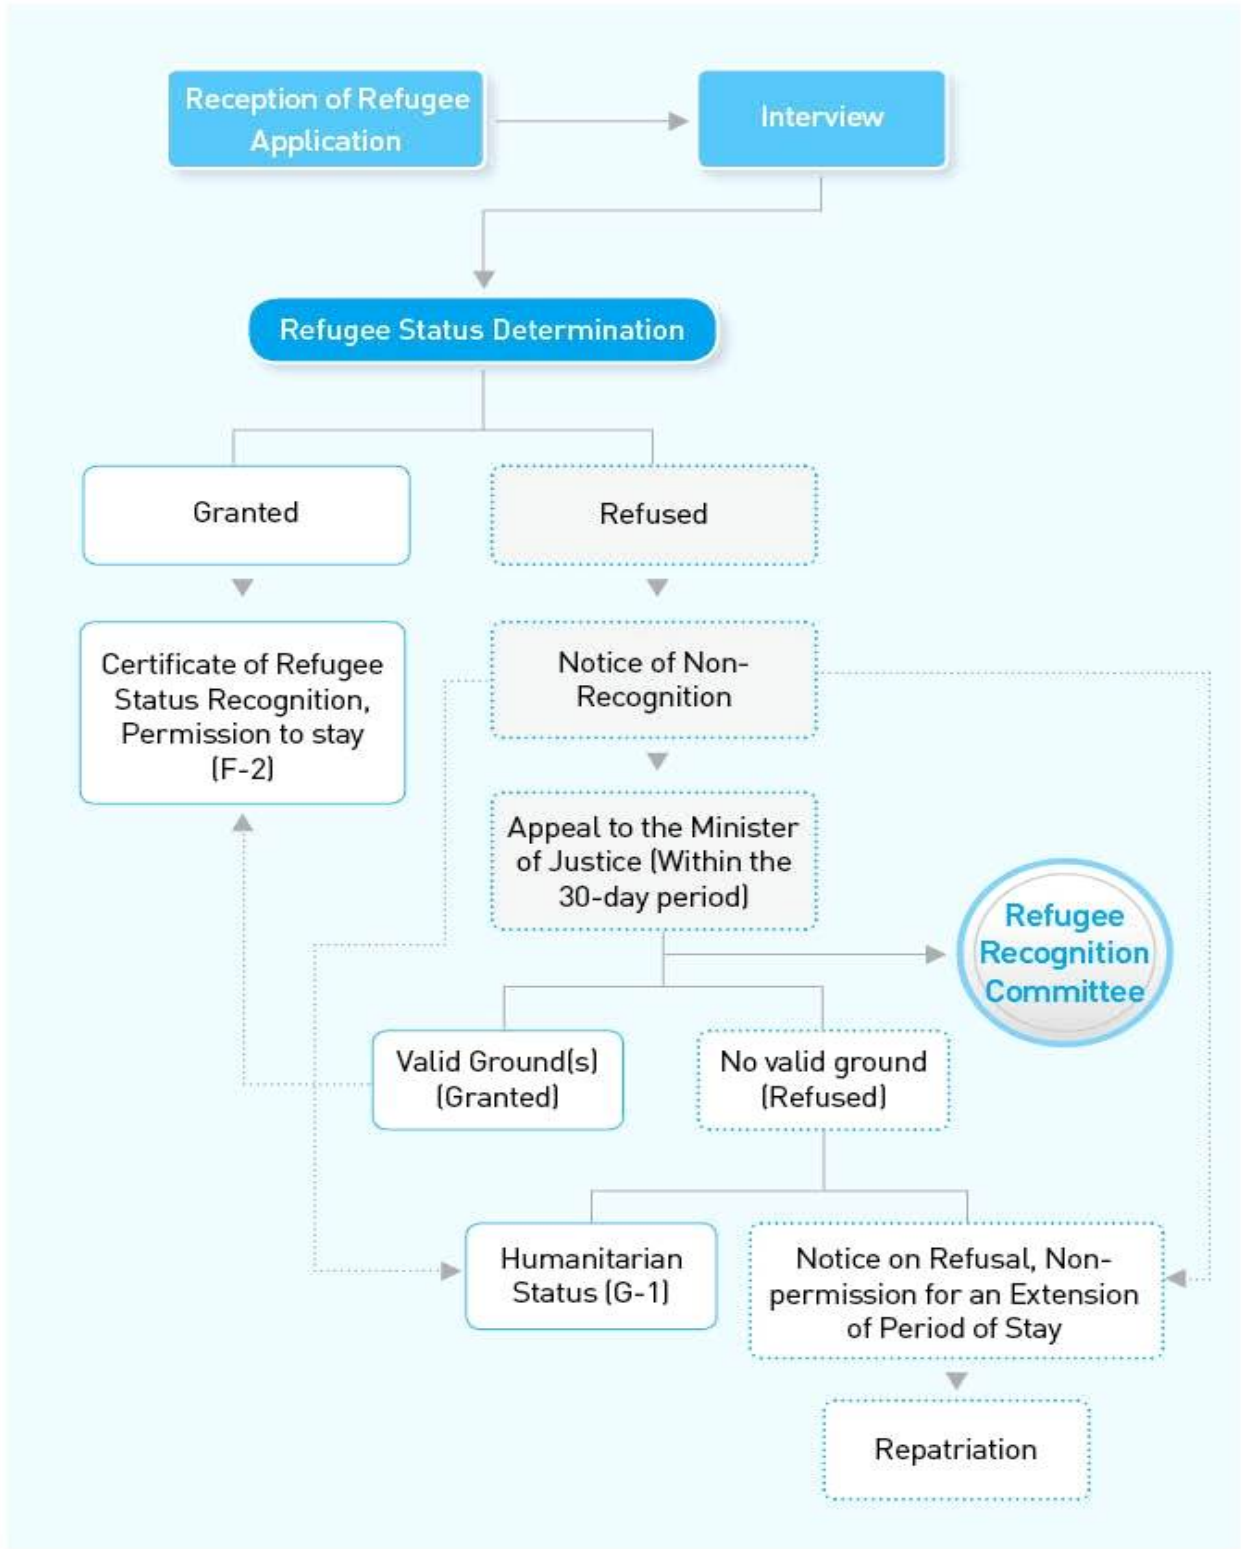 Reception of Refugee
Application
Interview
Refugee Status Determination
Granted
Refused
Certificate of Refugee
Status Recognition,
Permission to stay
(F-2)
Notice of Non-
Recognition
Appeal to the Minister
of Justice (Within the
30-day period)
Refugee
Recognition
Committee
Valid Ground(s)
(Granted)
No valid ground
(Refused)
Humanitarian
Status (G-1)
Notice on Refusal, Non-
permission for an Extension
of Period of Stay
Repatriation